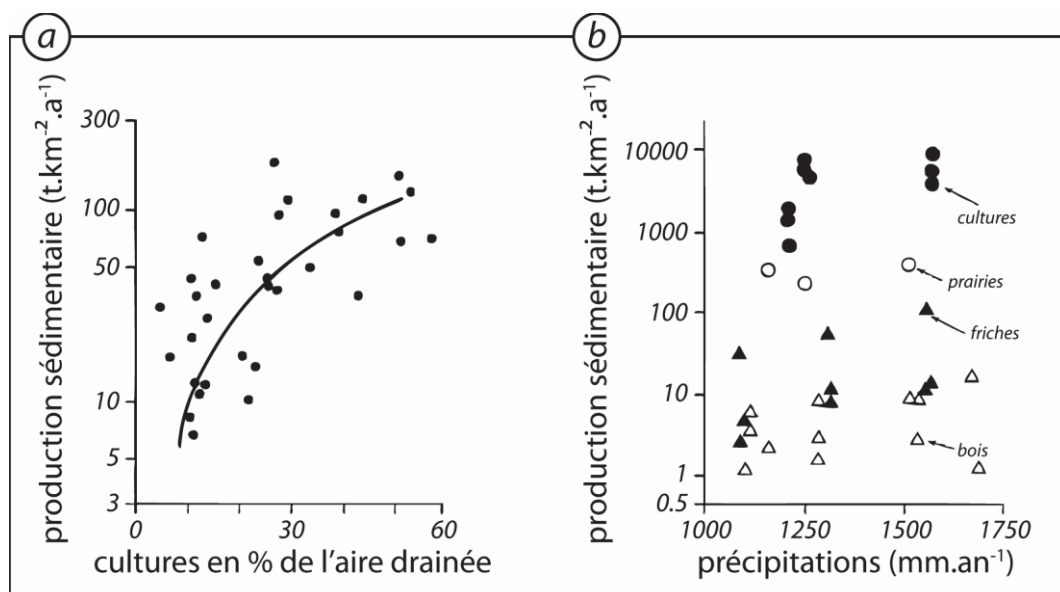 a
production sédimentaire (t.km⁻².a⁻¹)
300
100
50
10
5
3
0
30
60
cultures en % de l'aire drainée
b
production sédimentaire (t.km⁻².a⁻¹)
10000
1000
100
10
1
0.5
cultures
prairies
friches
bois
1000
1250
1500
1750
précipitations (mm.an⁻¹)